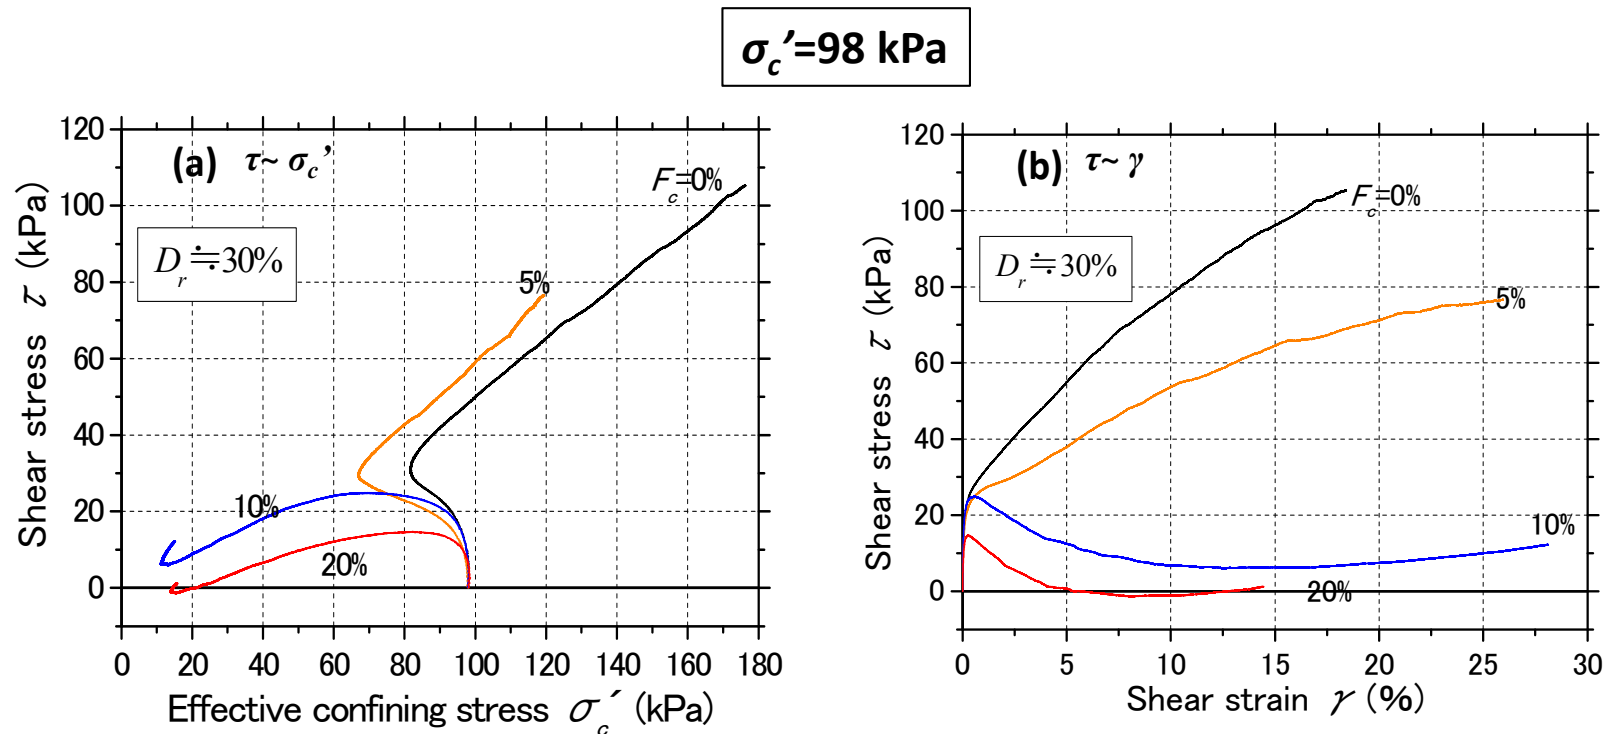 σc’=98 kPa
(a) τ~ σc’
120
100
80
60
40
20
0
Shear stress τ (kPa)
Dr≒30%
Fc=0%
5%
10%
20%
0 20 40 60 80 100 120 140 160 180
Effective confining stress σc´ (kPa)
(b) τ~ γ
120
100
80
60
40
20
0
Shear stress τ (kPa)
Dr≒30%
Fc=0%
5%
10%
20%
0 5 10 15 20 25 30
Shear strain γ (%)